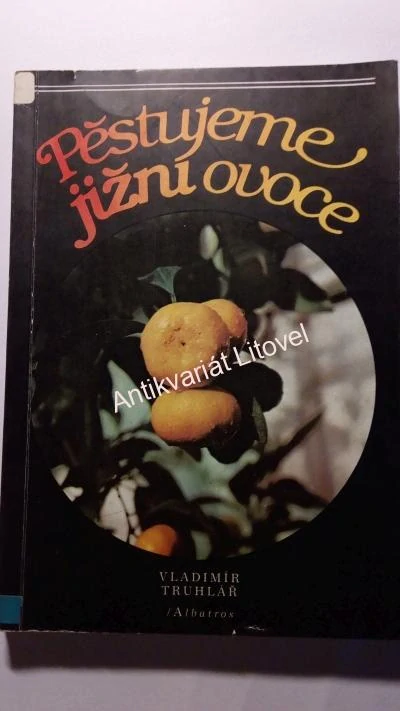 Pěstujeme
jižní ovoce
Antikvariát Litovel
VLADIMÍR
TRUHLÁŘ
/Albatros